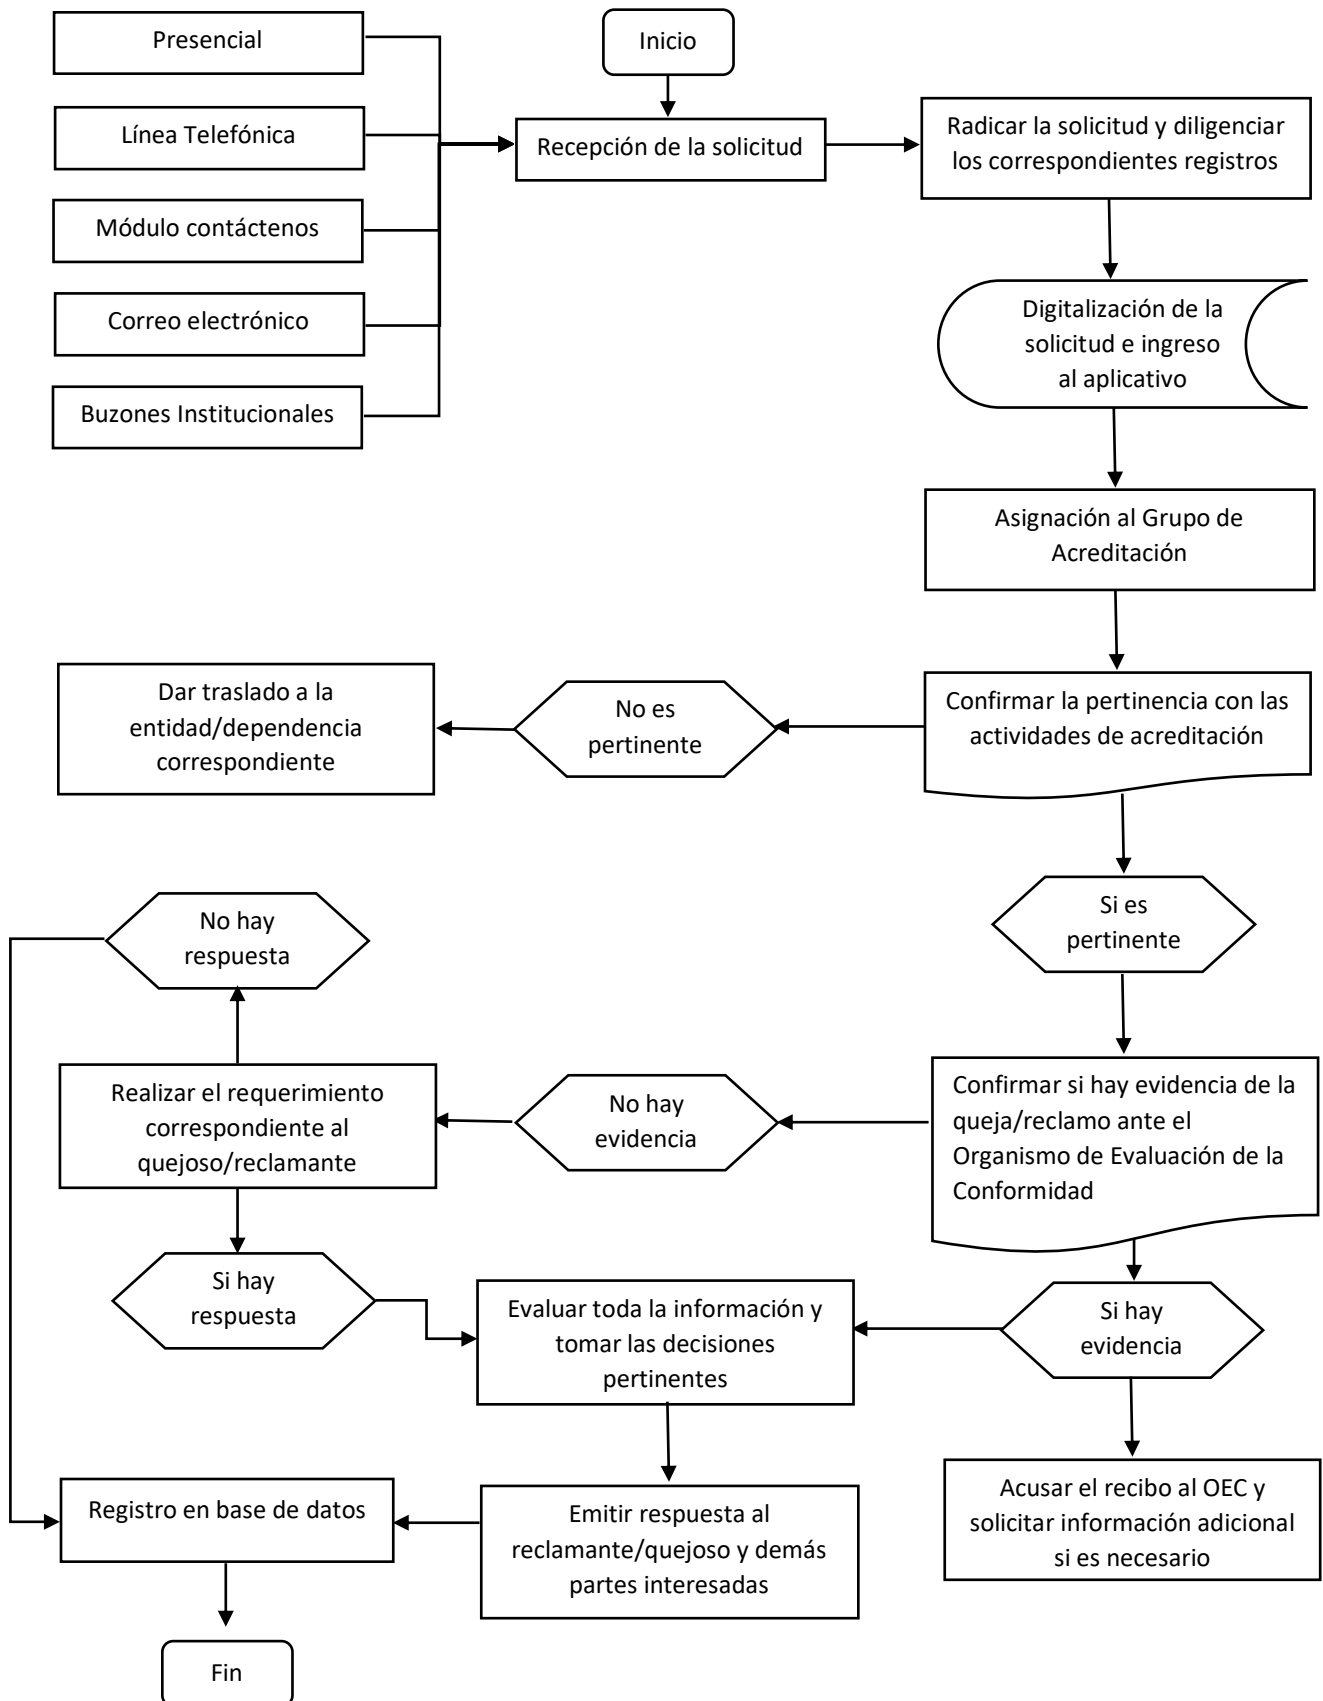 Presencial
Inicio
Línea Telefónica
Recepción de la solicitud
Radicar la solicitud y diligenciar
los correspondientes registros
Módulo contáctenos
Correo electrónico
Buzones Institucionales
Digitalización de la
solicitud e ingreso
al aplicativo
Asignación al Grupo de
Acreditación
Dar traslado a la
entidad/dependencia
correspondiente
No es
pertinente
Confirmar la pertinencia con las
actividades de acreditación
No hay
respuesta
Si es
pertinente
Realizar el requerimiento
correspondiente al
quejoso/reclamante
No hay
evidencia
Confirmar si hay evidencia de la
queja/reclamo ante el
Organismo de Evaluación de la
Conformidad
Si hay
respuesta
Evaluar toda la información y
tomar las decisiones
pertinentes
Si hay
evidencia
Registro en base de datos
Emitir respuesta al
reclamante/quejoso y demás
partes interesadas
Acusar el recibo al OEC y
solicitar información adicional
si es necesario
Fin